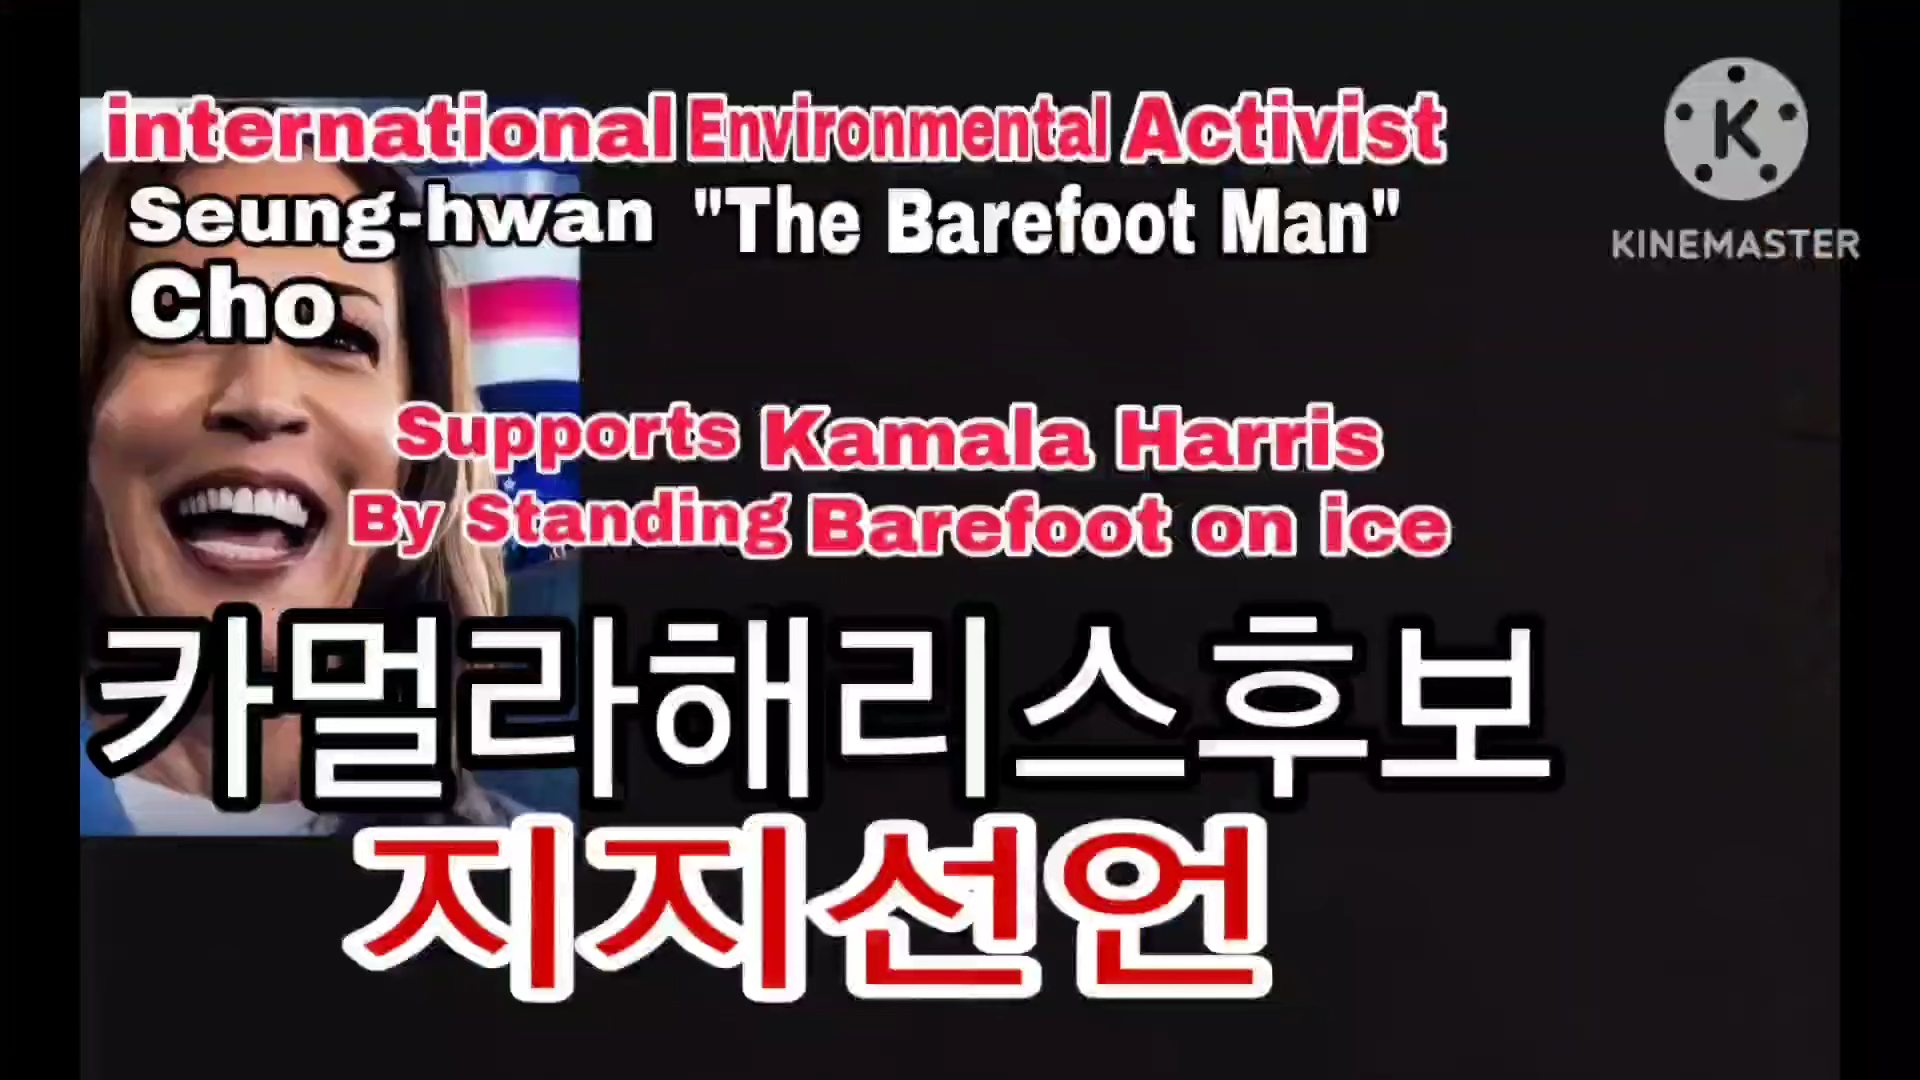 international Environmental Activist
Seung-hwan "The Barefoot Man"
Cho
Supports Kamala Harris
By Standing Barefoot on ice
카멀라해리스후보
지지선언
K
KINEMASTER